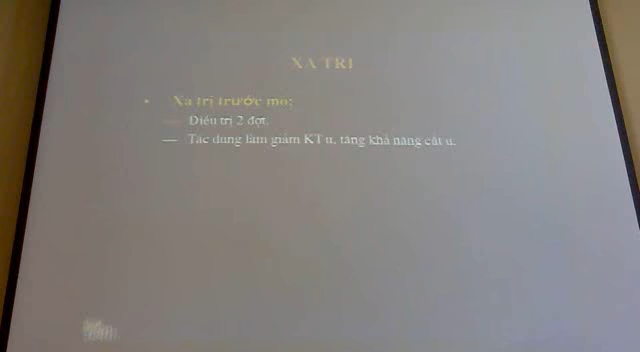 XẠ TRỊ
• Xạ trị trước mổ:
— Điều trị 2 đợt.
— Tác dụng làm giảm KT u, tăng khả năng cắt u.